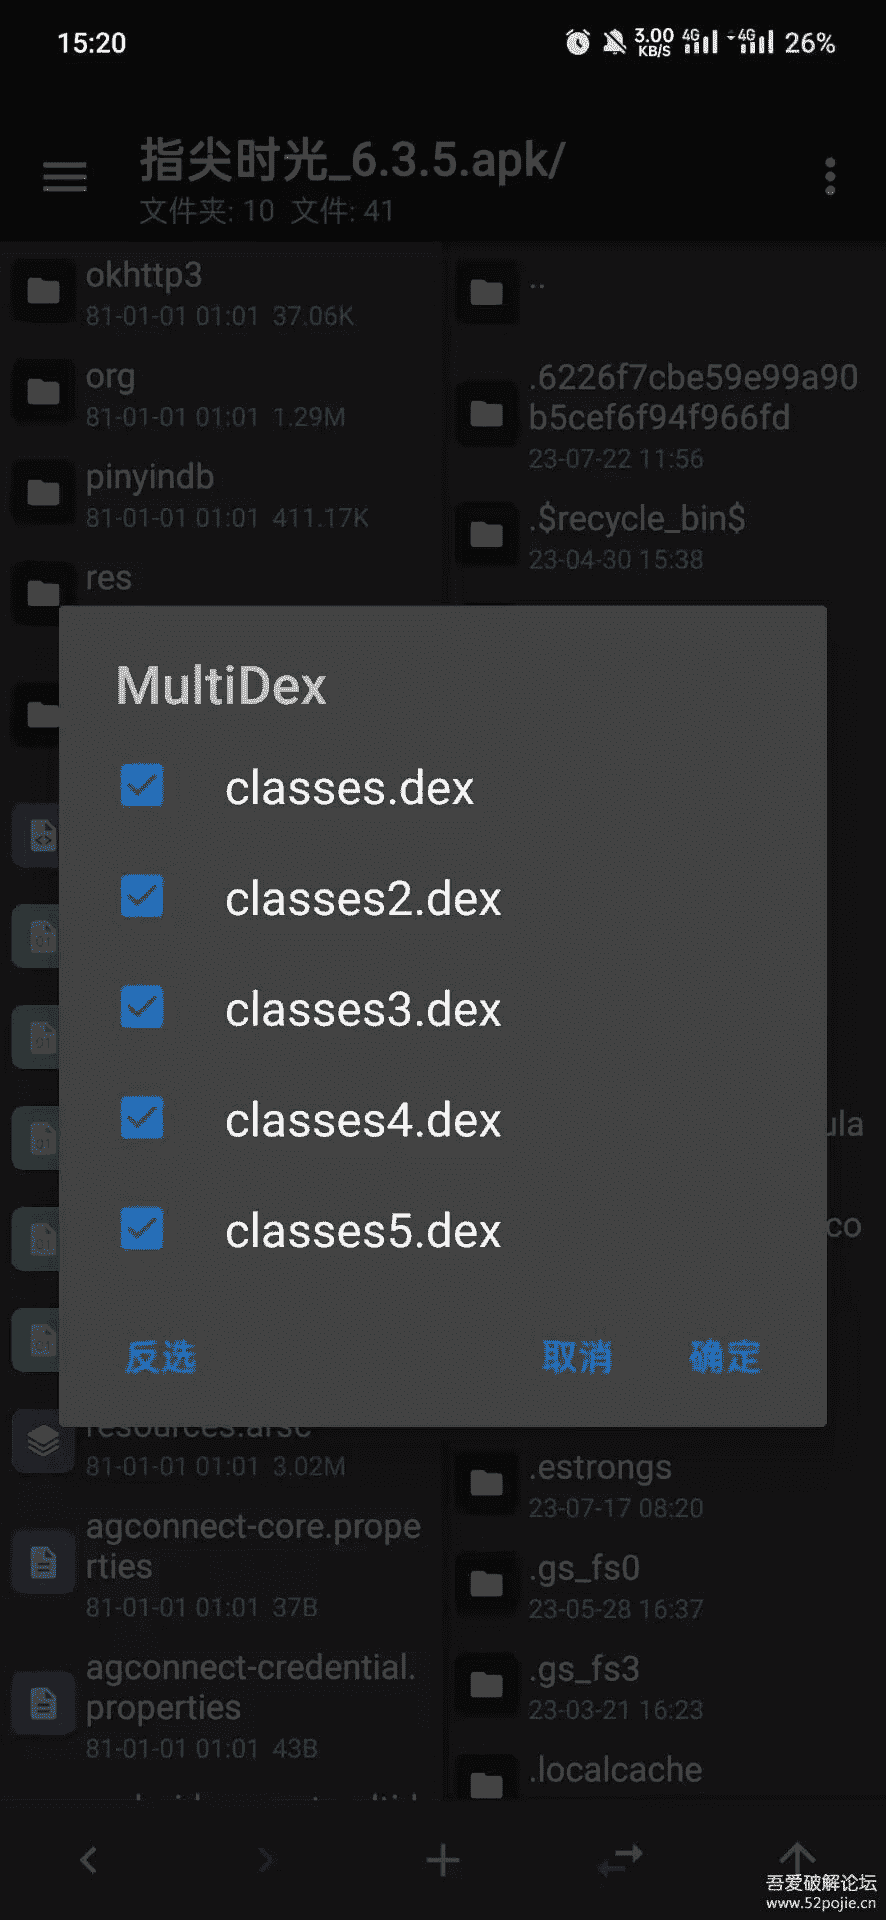 15:20
3.00 KB/S 4G 4G 26%
指尖时光_6.3.5.apk/
文件夹: 10 文件: 41
okhttp3
81-01-01 01:01 37.06K
org
81-01-01 01:01 1.29M
pinyindb
81-01-01 01:01 411.17K
res
..
.6226f7cbe59e99a90
b5cef6f94f966fd
23-07-22 11:56
.$recycle_bin$
23-04-30 15:38
MultiDex
classes.dex
classes2.dex
classes3.dex
classes4.dex
classes5.dex
反选 取消 确定
ula
co
resources.arsc
81-01-01 01:01 3.02M
agconnect-core.prope
rties
81-01-01 01:01 37B
agconnect-credential.
properties
81-01-01 01:01 43B
.estrongs
23-07-17 08:20
.gs_fs0
23-05-28 16:37
.gs_fs3
23-03-21 16:23
.localcache
吾爱破解论坛
www.52pojie.cn